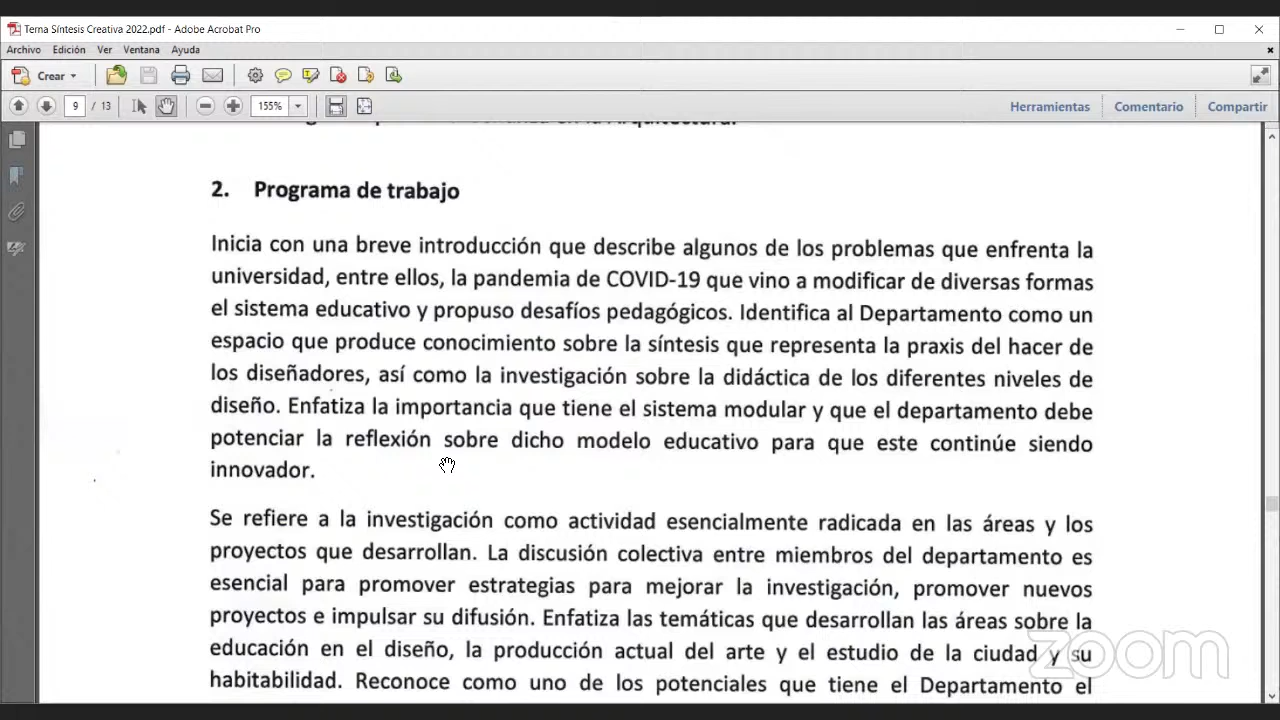 Tema Síntesis Creativa 2022.pdf - Adobe Acrobat Pro
Archivo Edición Ver Ventana Ayuda
Crear
9 / 13 155% Herramientas Comentario Compartir
Arquitectura.
2. Programa de trabajo
Inicia con una breve introducción que describe algunos de los problemas que enfrenta la
universidad, entre ellos, la pandemia de COVID-19 que vino a modificar de diversas formas
el sistema educativo y propuso desafíos pedagógicos. Identifica al Departamento como un
espacio que produce conocimiento sobre la síntesis que representa la praxis del hacer de
los diseñadores, así como la investigación sobre la didáctica de los diferentes niveles de
diseño. Enfatiza la importancia que tiene el sistema modular y que el departamento debe
potenciar la reflexión sobre dicho modelo educativo para que este continúe siendo
innovador.
Se refiere a la investigación como actividad esencialmente radicada en las áreas y los
proyectos que desarrollan. La discusión colectiva entre miembros del departamento es
esencial para promover estrategias para mejorar la investigación, promover nuevos
proyectos e impulsar su difusión. Enfatiza las temáticas que desarrollan las áreas sobre la
educación en el diseño, la producción actual del arte y el estudio de la ciudad y su
habitabilidad. Reconoce como uno de los potenciales que tiene el Departamento el
zoom